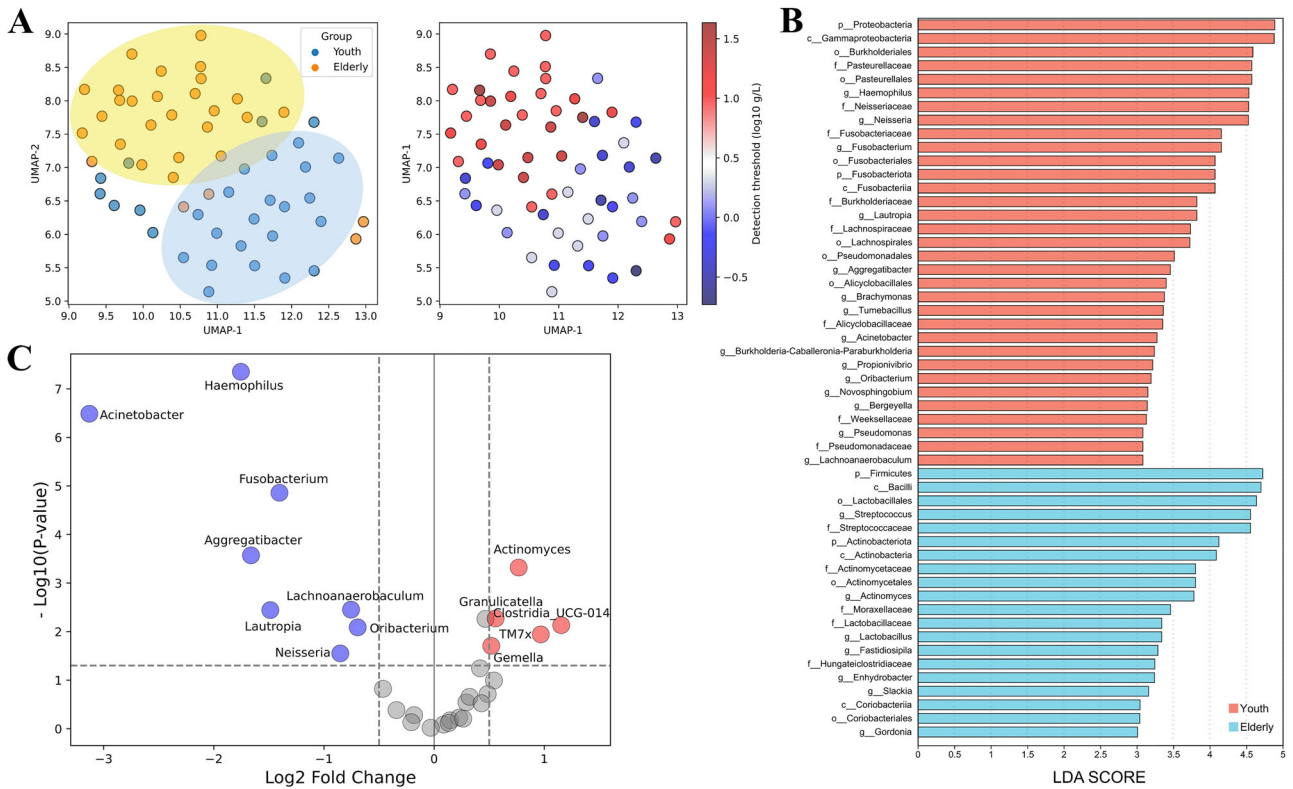 A
9.0
8.5
8.0
7.5
7.0
6.5
6.0
5.5
5.0
UMAP-2
9.0 9.5 10.0 10.5 11.0 11.5 12.0 12.5 13.0
UMAP-1
Group
Youth
Elderly
9.0
8.5
8.0
7.5
7.0
6.5
6.0
5.5
5.0
UMAP-1
10 11 12 13
UMAP-1
1.5
1.0
0.5
0.0
−0.5
Detection threshold (log10 g/L)
B
p__Proteobacteria
c__Gammaproteobacteria
o__Burkholderiales
f__Pasteurellaceae
o__Pasteurellales
g__Haemophilus
f__Neisseriaceae
g__Neisseria
f__Fusobacteriaceae
g__Fusobacterium
o__Fusobacteriales
p__Fusobacteriota
c__Fusobacteriia
f__Burkholderiaceae
g__Lautropia
f__Lachnospiraceae
o__Lachnospirales
o__Pseudomonadales
g__Aggregatibacter
o__Alicyclobacillales
g__Brachymonas
g__Tumebacillus
f__Alicyclobacillaceae
g__Acinetobacter
g__Burkholderia-Caballeronia-Paraburkholderia
g__Propionivibrio
g__Oribacterium
g__Novosphingobium
g__Bergeyella
f__Weeksellaceae
g__Pseudomonas
f__Pseudomonadaceae
g__Lachnoanaerobaculum
p__Firmicutes
c__Bacilli
o__Lactobacillales
g__Streptococcus
f__Streptococcaceae
p__Actinobacteriota
c__Actinobacteria
f__Actinomycetaceae
o__Actinomycetales
g__Actinomyces
f__Moraxellaceae
f__Lactobacillaceae
g__Lactobacillus
g__Fastidiosipila
f__Hungateiclostridiaceae
g__Enhydrobacter
g__Slackia
c__Coriobacteriia
o__Coriobacteriales
g__Gordonia
Youth
Elderly
0 0.5 1 1.5 2 2.5 3 3.5 4 4.5 5
LDA SCORE
C
7
6
5
4
3
2
1
0
- Log10(P-value)
Haemophilus
Acinetobacter
Fusobacterium
Aggregatibacter
Actinomyces
Lachnoanaerobaculum
Granulicatella
Clostridia_UCG-014
Lautropia
Oribacterium
TM7x
Neisseria
Gemella
−3 −2 −1 0 1
Log2 Fold Change